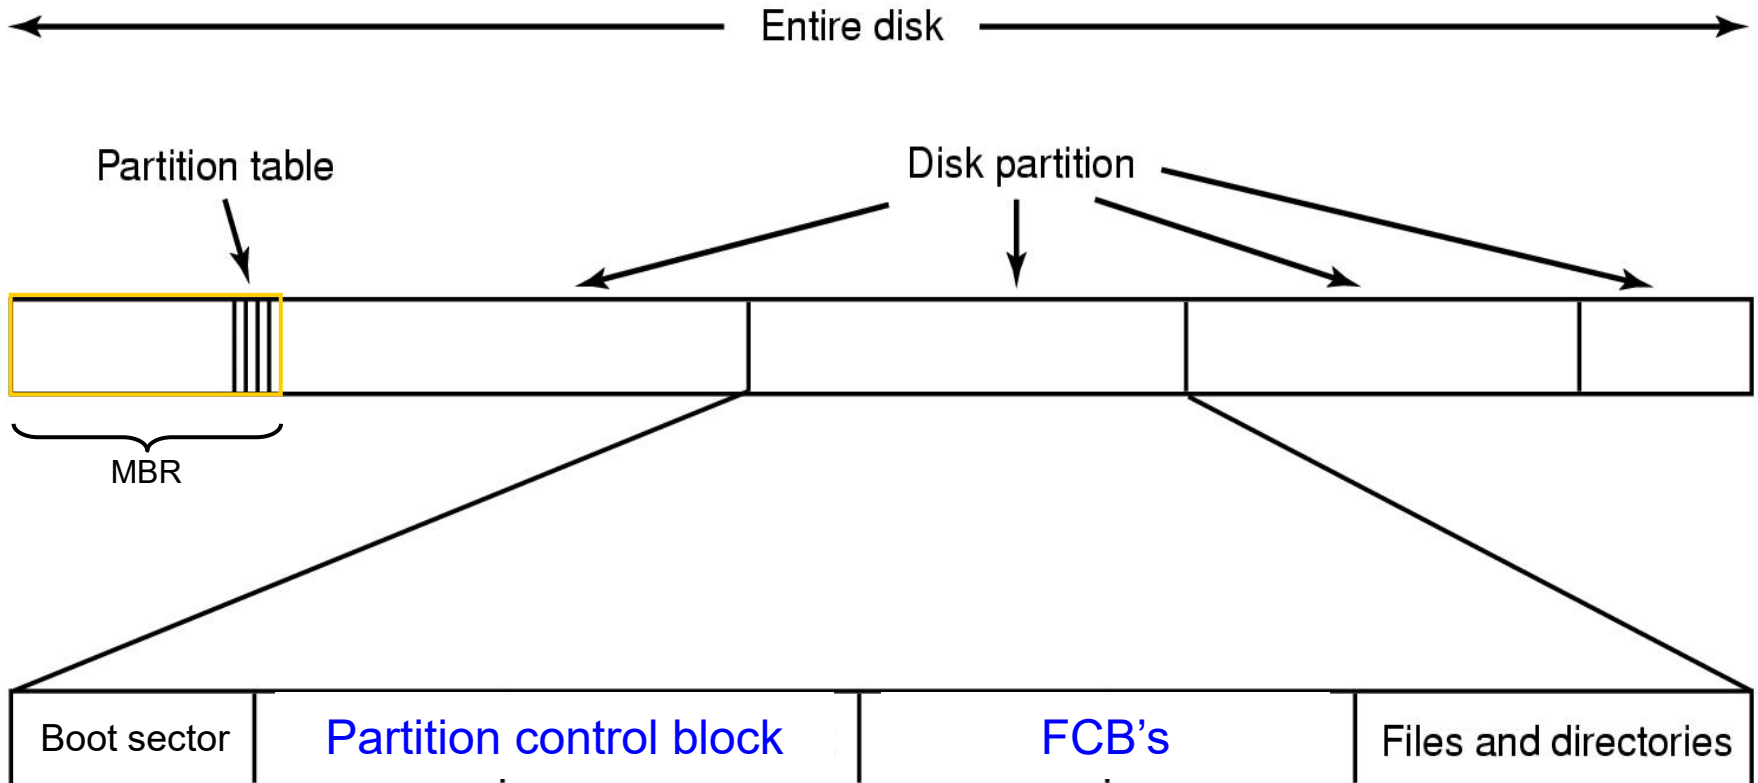 Entire disk
Partition table
Disk partition
MBR
Boot sector
Partition control block
FCB’s
Files and directories